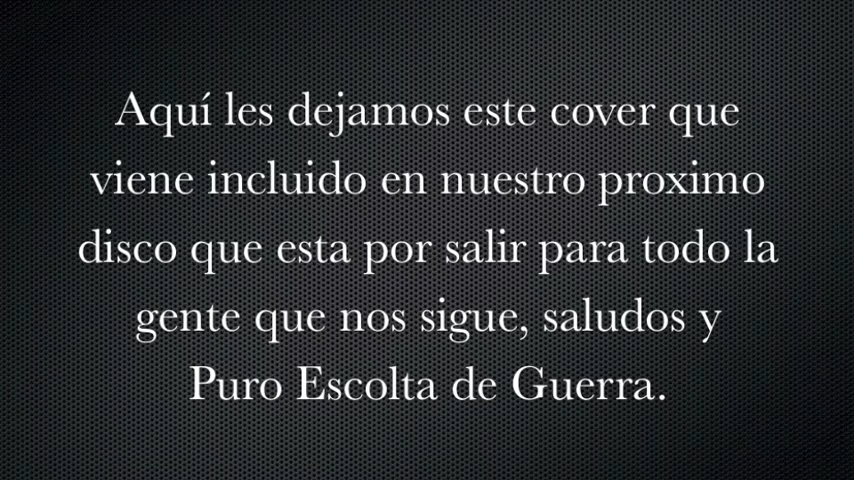 Aquí les dejamos este cover que
viene incluido en nuestro proximo
disco que esta por salir para todo la
gente que nos sigue, saludos y
Puro Escolta de Guerra.